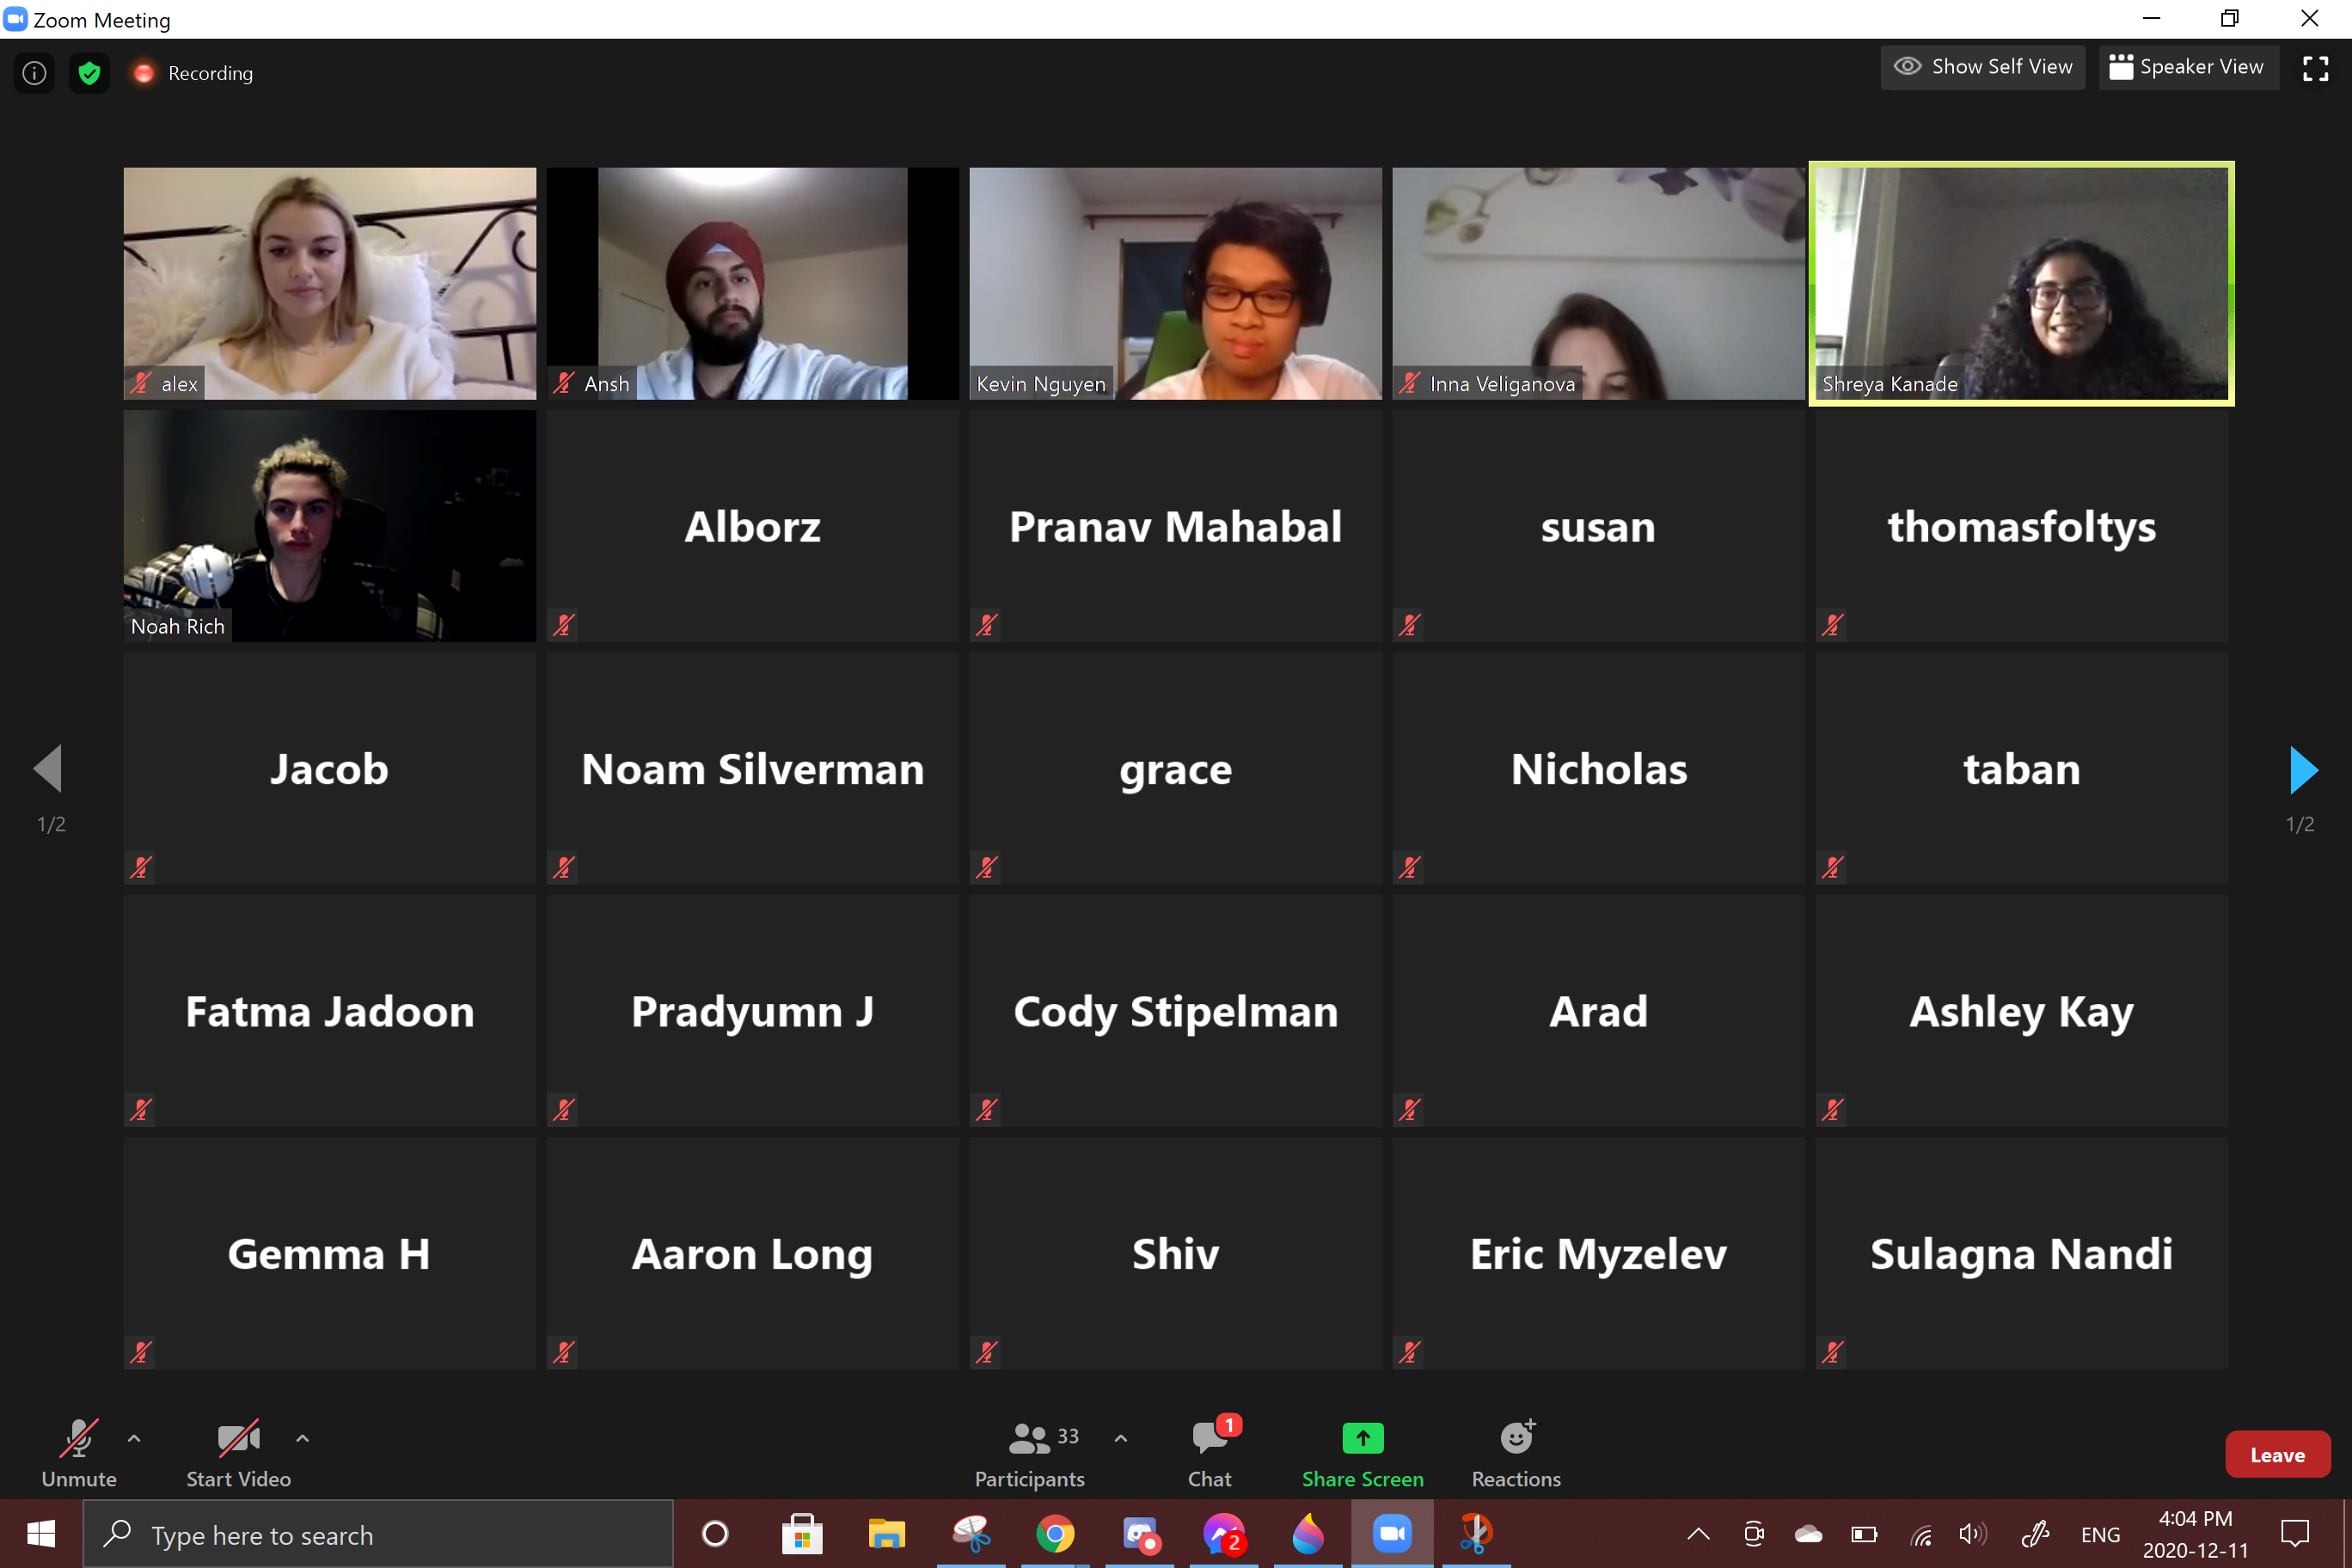 Zoom Meeting
Recording
Show Self View
Speaker View
alex
Ansh
Kevin Nguyen
Inna Veliganova
Shreya Kanade
Noah Rich
Alborz
Pranav Mahabal
susan
thomasfoltys
Jacob
Noam Silverman
grace
Nicholas
taban
1/2
1/2
Fatma Jadoon
Pradyumn J
Cody Stipelman
Arad
Ashley Kay
Gemma H
Aaron Long
Shiv
Eric Myzelev
Sulagna Nandi
Unmute
Start Video
33
Participants
1
Chat
Share Screen
Reactions
Leave
Type here to search
2
ENG
4:04 PM
2020-12-11